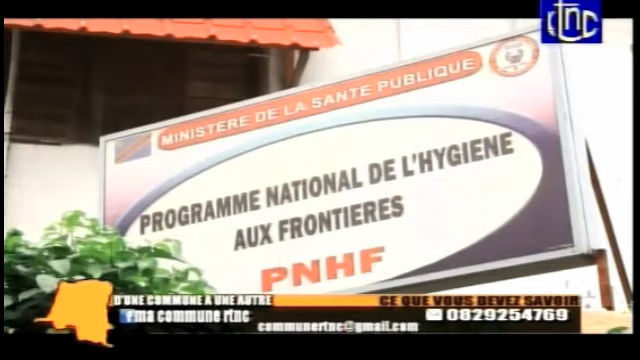 rtnc
MINISTERE DE LA SANTE PUBLIQUE
PROGRAMME NATIONAL DE L'HYGIENE
AUX FRONTIERES
PNHF
D'UNE COMMUNE A UNE AUTRE
CE QUE VOUS DEVEZ SAVOIR
ma commune rtnc
0829254769
communertnc@gmail.com